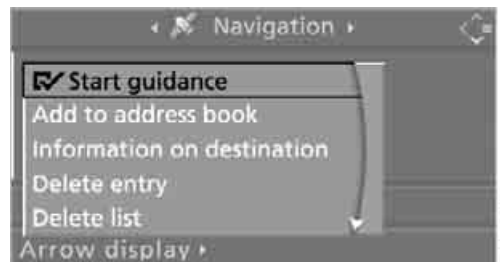 Navigation
Start guidance
Add to address book
Information on destination
Delete entry
Delete list
Arrow display